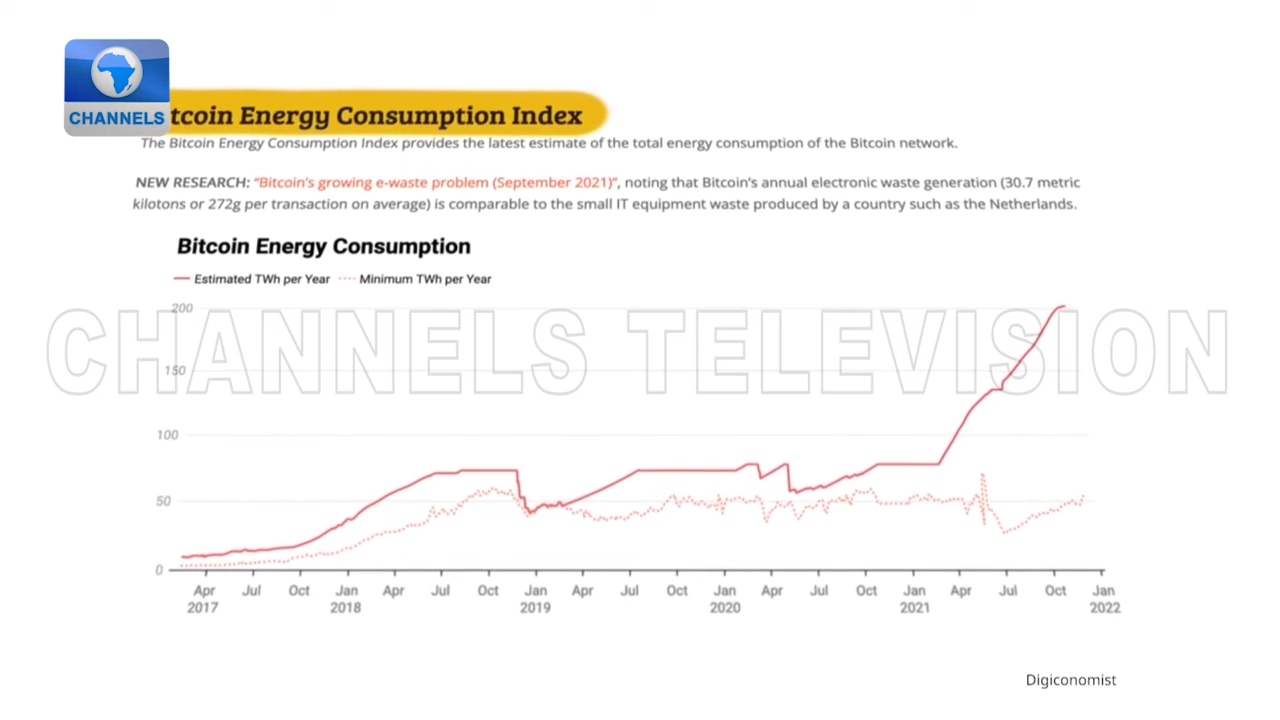 CHANNELS
tcoin Energy Consumption Index
The Bitcoin Energy Consumption Index provides the latest estimate of the total energy consumption of the Bitcoin network.
NEW RESEARCH: “Bitcoin’s growing e-waste problem (September 2021)”, noting that Bitcoin’s annual electronic waste generation (30.7 metric
kilotons or 272g per transaction on average) is comparable to the small IT equipment waste produced by a country such as the Netherlands.
Bitcoin Energy Consumption
Estimated TWh per Year Minimum TWh per Year
200
CHANNELS TELEVISION
150
100
50
0
Apr Jul Oct Jan Apr Jul Oct Jan Apr Jul Oct Jan Apr Jul Oct Jan Apr Jul Oct Jan
2017 2018 2019 2020 2021 2022
Digiconomist